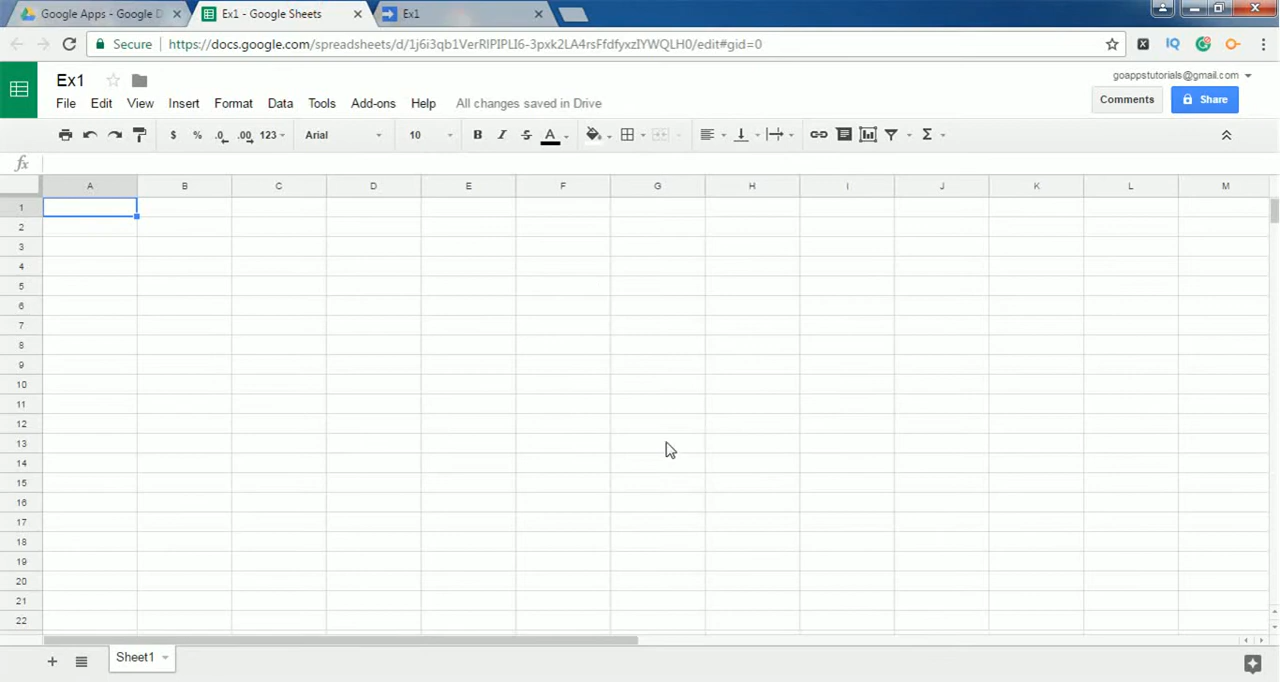 Google Apps - Google D
Ex1 - Google Sheets
Ex1
Secure
https://docs.google.com/spreadsheets/d/1j6i3qb1VerRlPIPLI6-3pxk2LA4rsFfdfyxzIYWQLH0/edit#gid=0
IQ
Ex1
goappstutorials@gmail.com
File Edit View Insert Format Data Tools Add-ons Help All changes saved in Drive
Comments Share
$ % .0 .00 123 Arial 10 B I S A Σ
fx
A B C D E F G H I J K L M
1
2
3
4
5
6
7
8
9
10
11
12
13
14
15
16
17
18
19
20
21
22
Sheet1